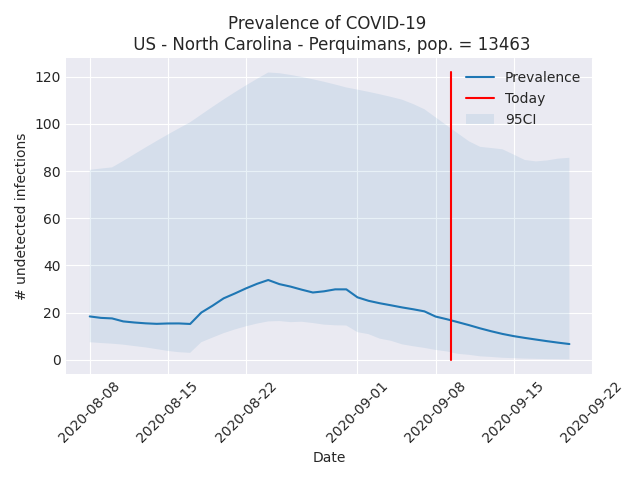 Prevalence of COVID-19
US - North Carolina - Perquimans, pop. = 13463
120
100
80
60
40
20
0
# undetected infections
Prevalence
Today
95CI
2020-08-08
2020-08-15
2020-08-22
2020-09-01
2020-09-08
2020-09-15
2020-09-22
Date